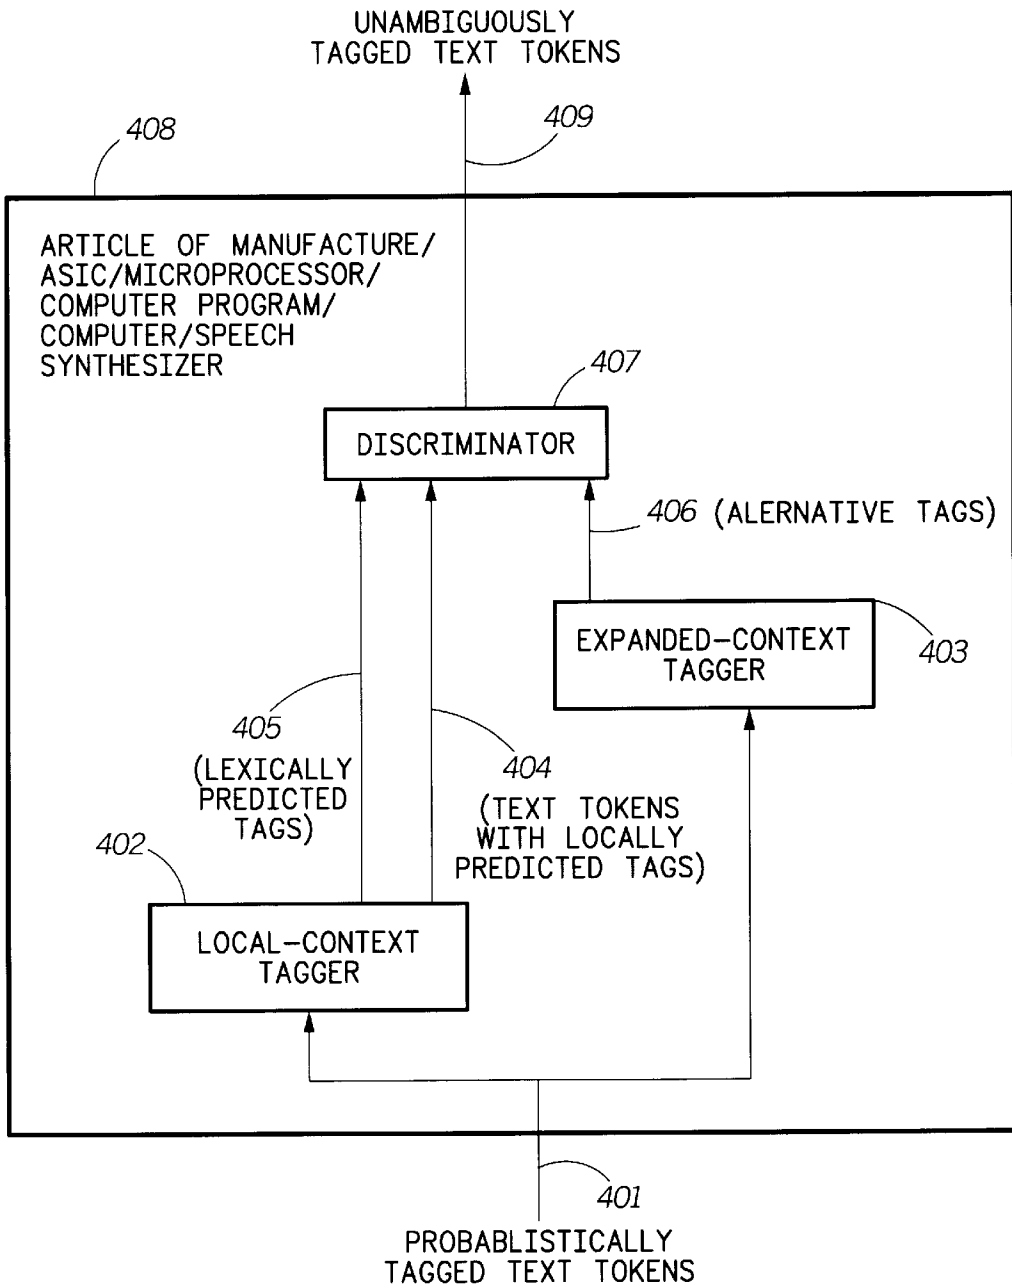 UNAMBIGUOUSLY
TAGGED TEXT TOKENS
409
408
ARTICLE OF MANUFACTURE/
ASIC/MICROPROCESSOR/
COMPUTER PROGRAM/
COMPUTER/SPEECH
SYNTHESIZER
407
DISCRIMINATOR
406 (ALERNATIVE TAGS)
EXPANDED-CONTEXT
TAGGER
403
405
(LEXICALLY
PREDICTED
TAGS)
404
(TEXT TOKENS
WITH LOCALLY
PREDICTED TAGS)
402
LOCAL-CONTEXT
TAGGER
401
PROBABLISTICALLY
TAGGED TEXT TOKENS